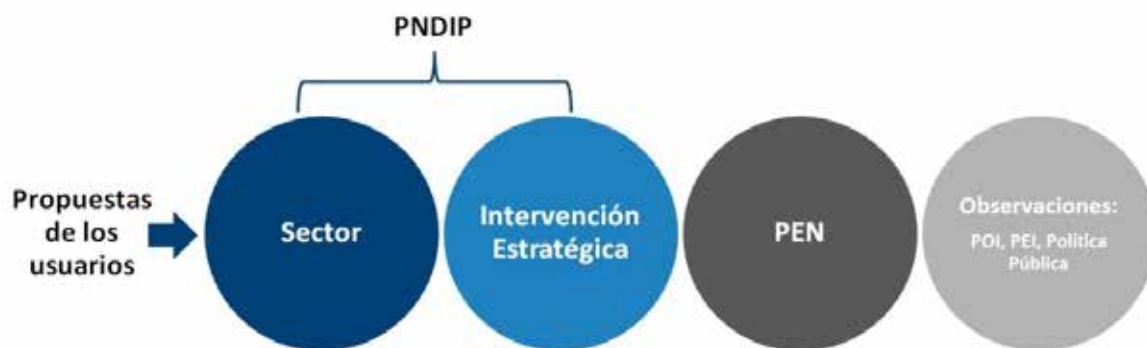 PNDIP
Propuestas
de los
usuarios
Sector
Intervención
Estratégica
PEN
Observaciones:
POI, PEI, Política
Pública